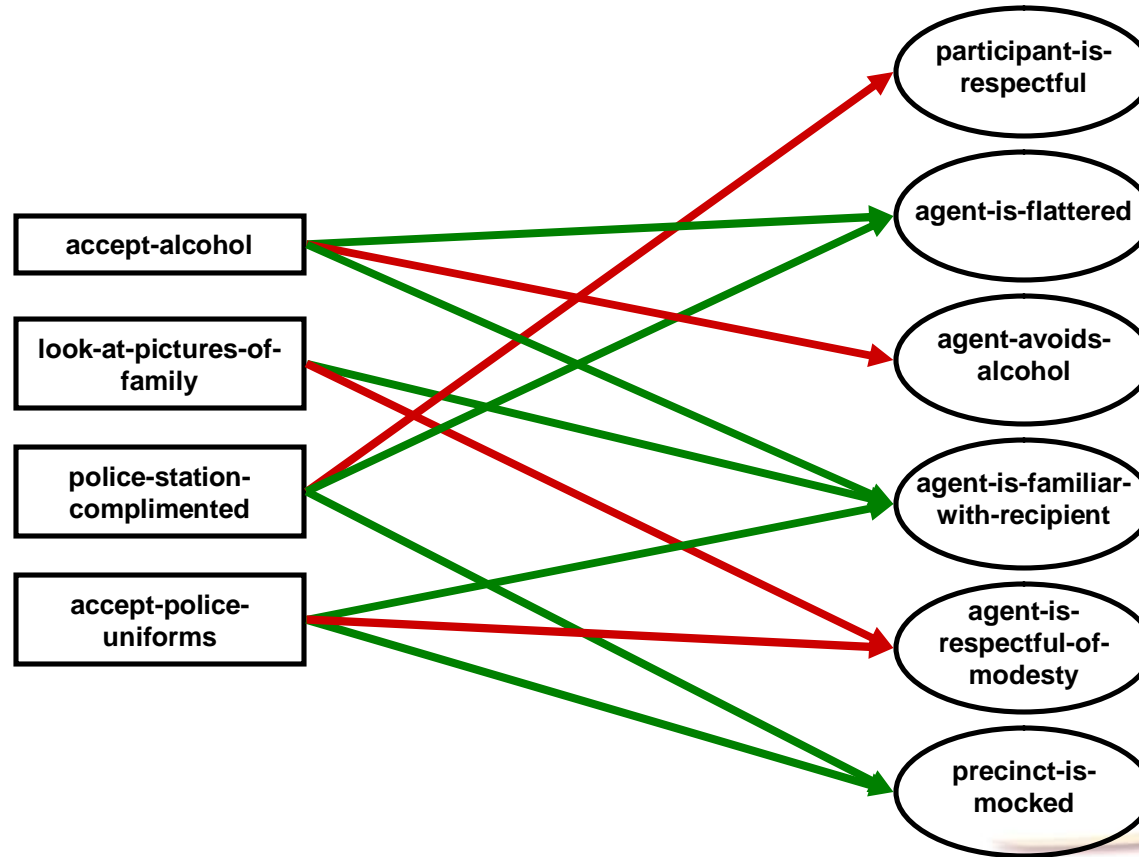 accept-alcohol
look-at-pictures-of-
family
police-station-
complimented
accept-police-
uniforms
participant-is-
respectful
agent-is-flattered
agent-avoids-
alcohol
agent-is-familiar-
with-recipient
agent-is-
respectful-of-
modesty
precinct-is-
mocked